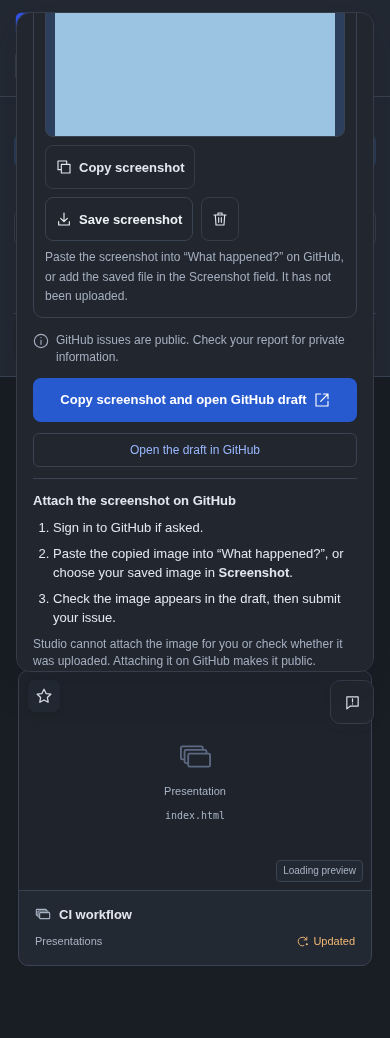 Copy screenshot
Save screenshot
Paste the screenshot into “What happened?” on GitHub,
or add the saved file in the Screenshot field. It has not
been uploaded.
GitHub issues are public. Check your report for private
information.
Copy screenshot and open GitHub draft
Open the draft in GitHub
Attach the screenshot on GitHub
1. Sign in to GitHub if asked.
2. Paste the copied image into “What happened?”, or
choose your saved image in Screenshot.
3. Check the image appears in the draft, then submit
your issue.
Studio cannot attach the image for you or check whether it
was uploaded. Attaching it on GitHub makes it public.
Presentation
index.html
Loading preview
CI workflow
Presentations
Updated